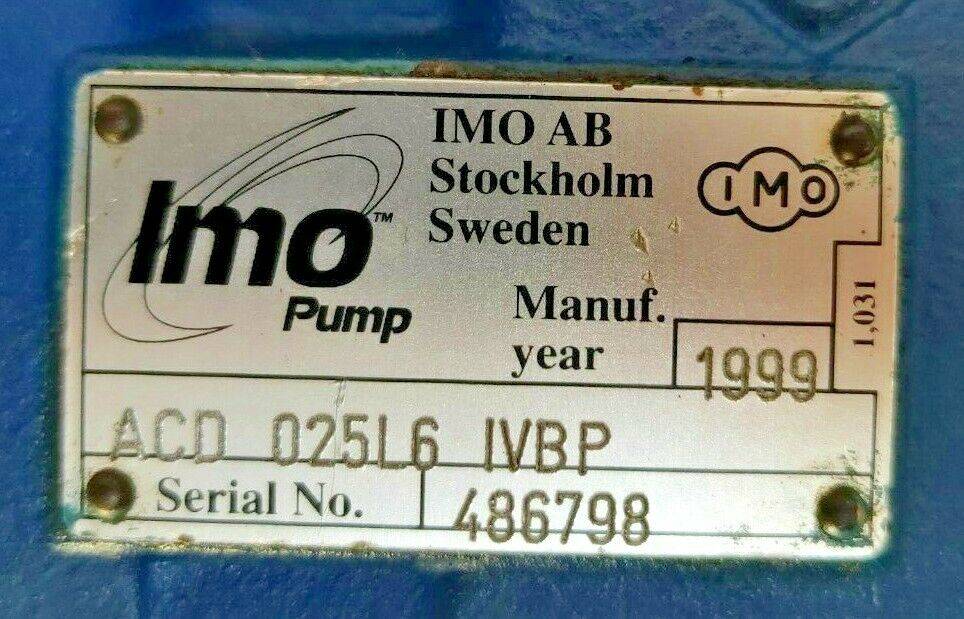 Imo™
Pump
IMO AB
Stockholm
Sweden
IMO
Manuf.
year
1999
1,031
ACD 025L6 IVBP
Serial No. 486798